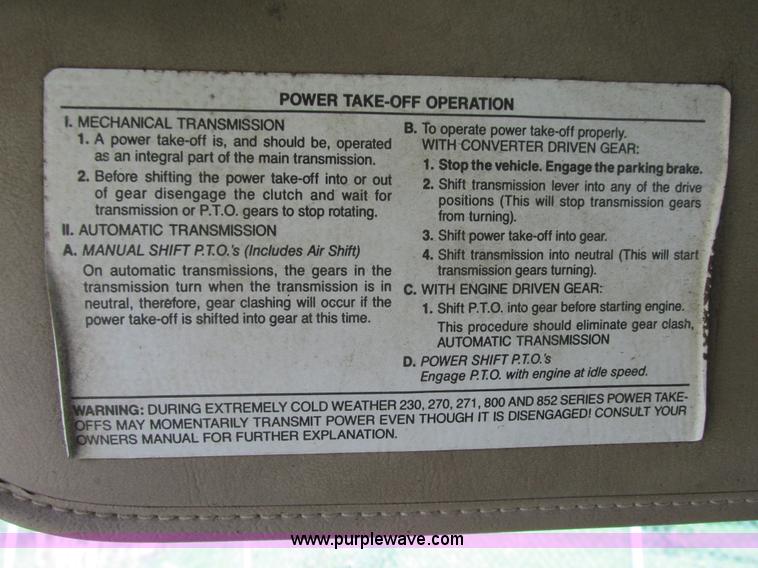 POWER TAKE-OFF OPERATION
I. MECHANICAL TRANSMISSION
1. A power take-off is, and should be, operated
as an integral part of the main transmission.
2. Before shifting the power take-off into or out
of gear disengage the clutch and wait for
transmission or P.T.O. gears to stop rotating.
II. AUTOMATIC TRANSMISSION
A. MANUAL SHIFT P.T.O.'s (Includes Air Shift)
On automatic transmissions, the gears in the
transmission turn when the transmission is in
neutral, therefore, gear clashing will occur if the
power take-off is shifted into gear at this time.
B. To operate power take-off properly.
WITH CONVERTER DRIVEN GEAR:
1. Stop the vehicle. Engage the parking brake.
2. Shift transmission lever into any of the drive
positions (This will stop transmission gears
from turning).
3. Shift power take-off into gear.
4. Shift transmission into neutral (This will start
transmission gears turning).
C. WITH ENGINE DRIVEN GEAR:
1. Shift P.T.O. into gear before starting engine.
This procedure should eliminate gear clash,
AUTOMATIC TRANSMISSION
D. POWER SHIFT P.T.O.'s
Engage P.T.O. with engine at idle speed.
WARNING: DURING EXTREMELY COLD WEATHER 230, 270, 271, 800 AND 852 SERIES POWER TAKE-
OFFS MAY MOMENTARILY TRANSMIT POWER EVEN THOUGH IT IS DISENGAGED! CONSULT YOUR
OWNERS MANUAL FOR FURTHER EXPLANATION.
www.purplewave.com